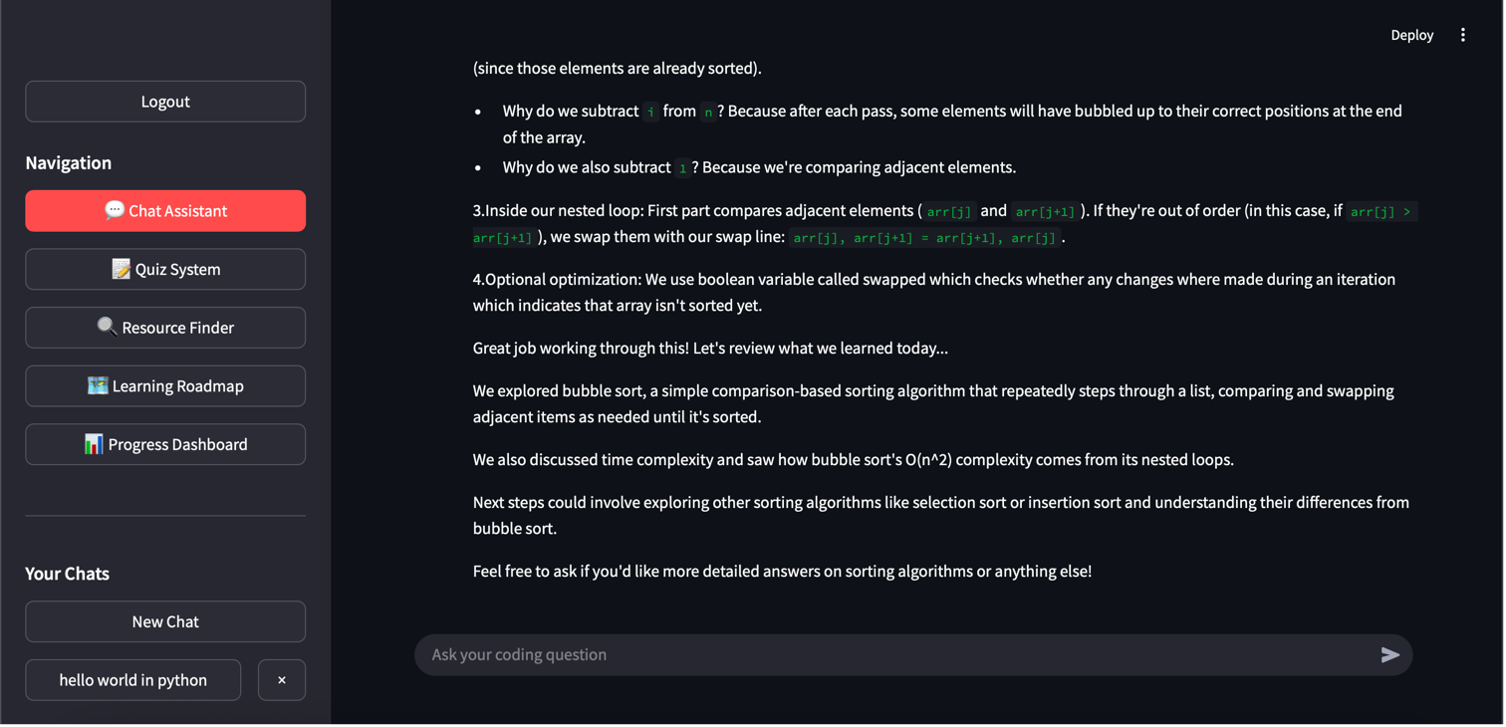 Deploy
Logout
Navigation
💬 Chat Assistant
📝 Quiz System
🔍 Resource Finder
🗺️ Learning Roadmap
📊 Progress Dashboard
Your Chats
New Chat
hello world in python
×
(since those elements are already sorted).
• Why do we subtract i from n? Because after each pass, some elements will have bubbled up to their correct positions at the end
of the array.
• Why do we also subtract 1? Because we're comparing adjacent elements.
3.Inside our nested loop: First part compares adjacent elements ( arr[j] and arr[j+1] ). If they're out of order (in this case, if arr[j] >
arr[j+1] ), we swap them with our swap line: arr[j], arr[j+1] = arr[j+1], arr[j] .
4.Optional optimization: We use boolean variable called swapped which checks whether any changes where made during an iteration
which indicates that array isn't sorted yet.
Great job working through this! Let's review what we learned today...
We explored bubble sort, a simple comparison-based sorting algorithm that repeatedly steps through a list, comparing and swapping
adjacent items as needed until it's sorted.
We also discussed time complexity and saw how bubble sort's O(n^2) complexity comes from its nested loops.
Next steps could involve exploring other sorting algorithms like selection sort or insertion sort and understanding their differences from
bubble sort.
Feel free to ask if you'd like more detailed answers on sorting algorithms or anything else!
Ask your coding question